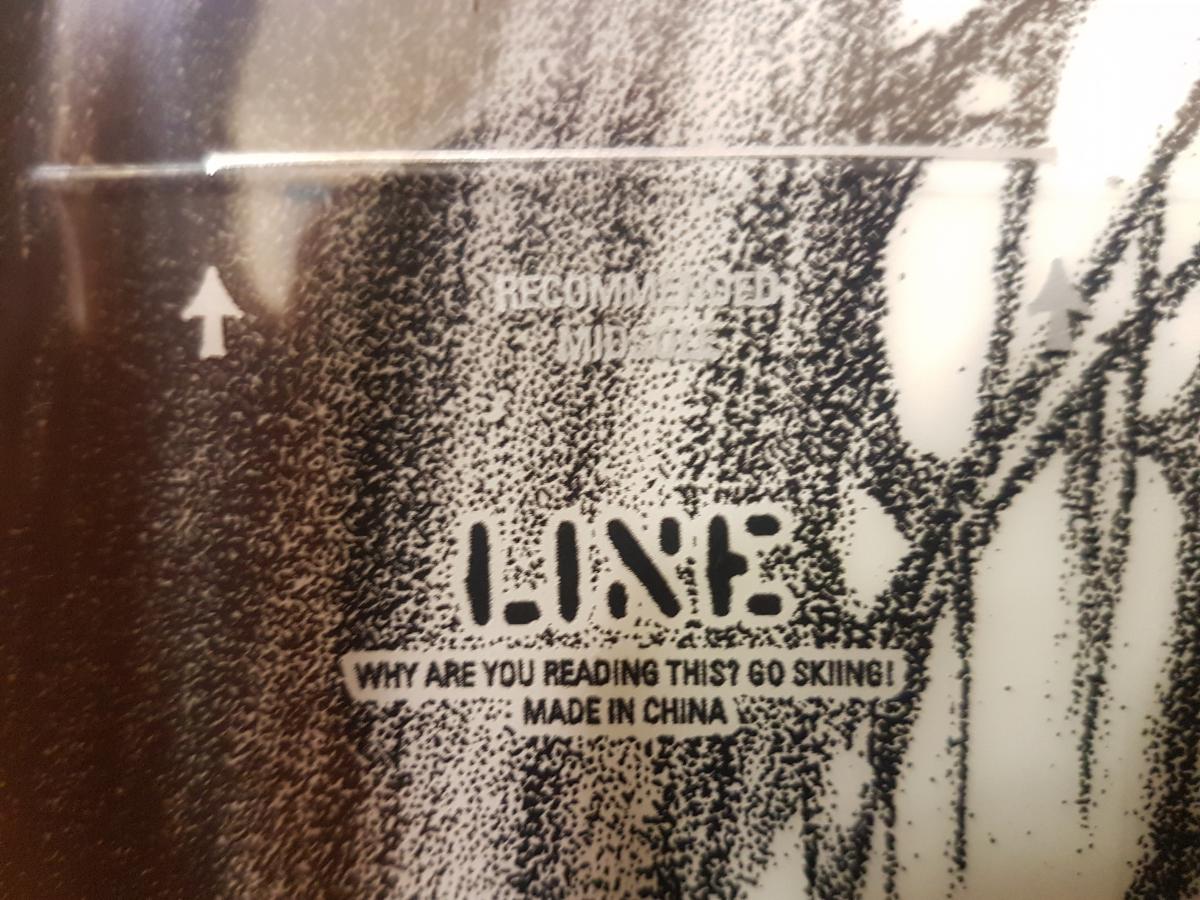 RECOMMENDED
LINE
WHY ARE YOU READING THIS? GO SKIING!
MADE IN CHINA